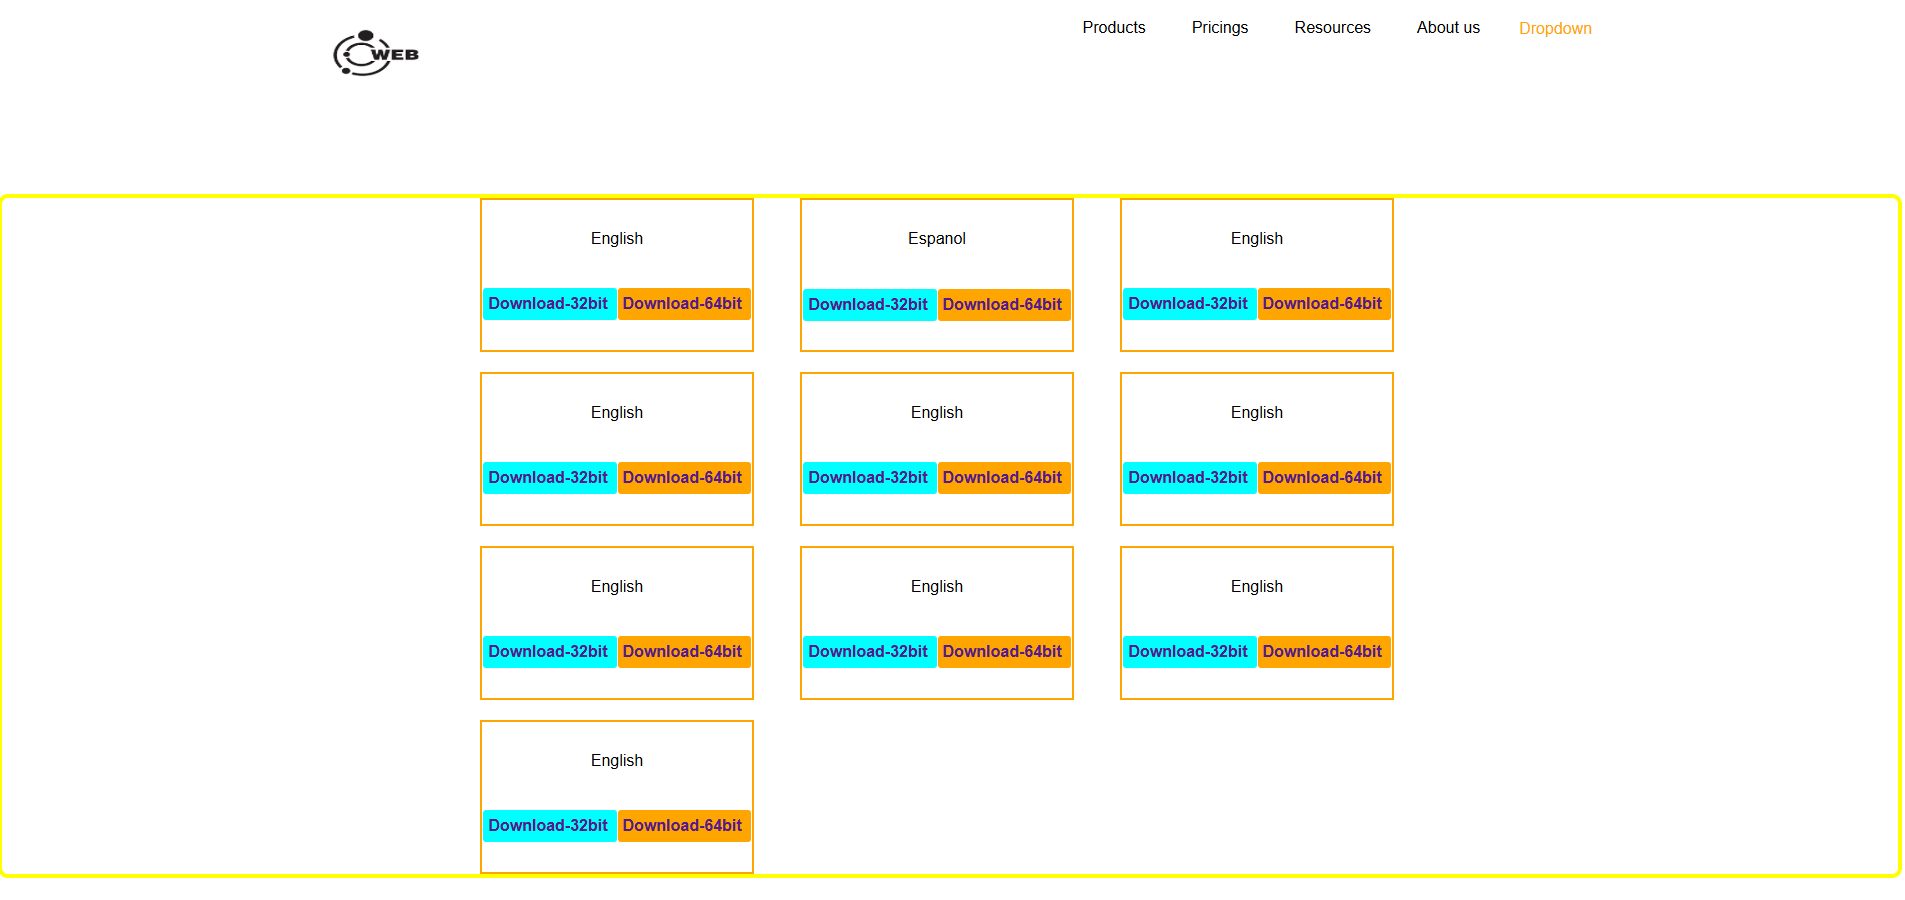 WEB
Products Pricings Resources About us Dropdown
English Espanol English
Download-32bit Download-64bit Download-32bit Download-64bit Download-32bit Download-64bit
English English English
Download-32bit Download-64bit Download-32bit Download-64bit Download-32bit Download-64bit
English English English
Download-32bit Download-64bit Download-32bit Download-64bit Download-32bit Download-64bit
English
Download-32bit Download-64bit